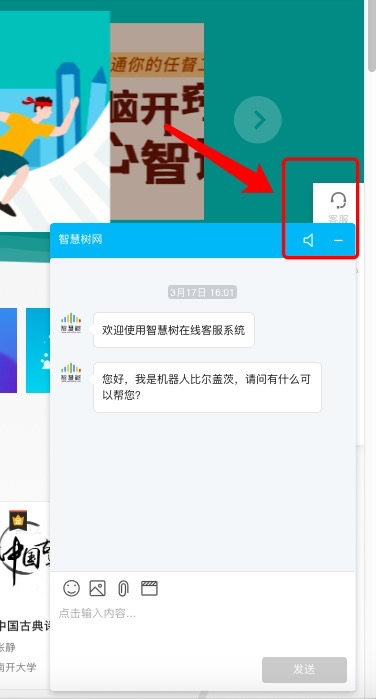 通你的任督二
脑开窍
心智
客服
智慧树网
3月17日 16:01
智慧树
欢迎使用智慧树在线客服系统
智慧树
您好，我是机器人比尔盖茨，请问有什么可
以帮您?
中国
中国古典诗
张静
南开大学
点击输入内容...
发送